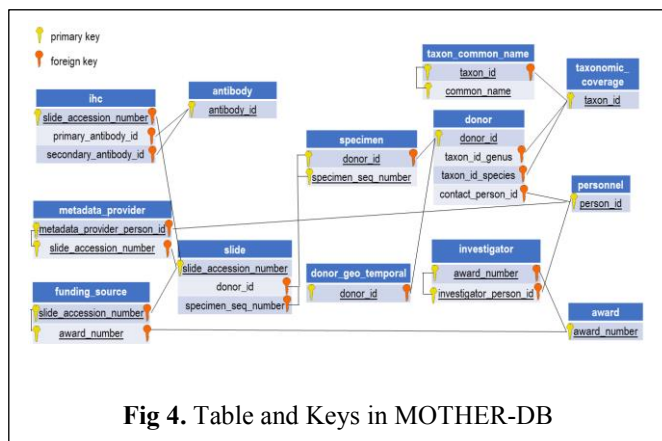 primary key
foreign key
ihc
slide_accession_number
primary_antibody_id
secondary_antibody_id
antibody
antibody_id
taxon_common_name
taxon_id
common_name
taxonomic_
coverage
taxon_id
specimen
donor_id
specimen_seq_number
donor
donor_id
taxon_id_genus
taxon_id_species
contact_person_id
personnel
person_id
metadata_provider
metadata_provider_person_id
slide_accession_number
slide
slide_accession_number
donor_id
specimen_seq_number
donor_geo_temporal
donor_id
investigator
award_number
investigator_person_id
funding_source
slide_accession_number
award_number
award
award_number
Fig 4. Table and Keys in MOTHER-DB